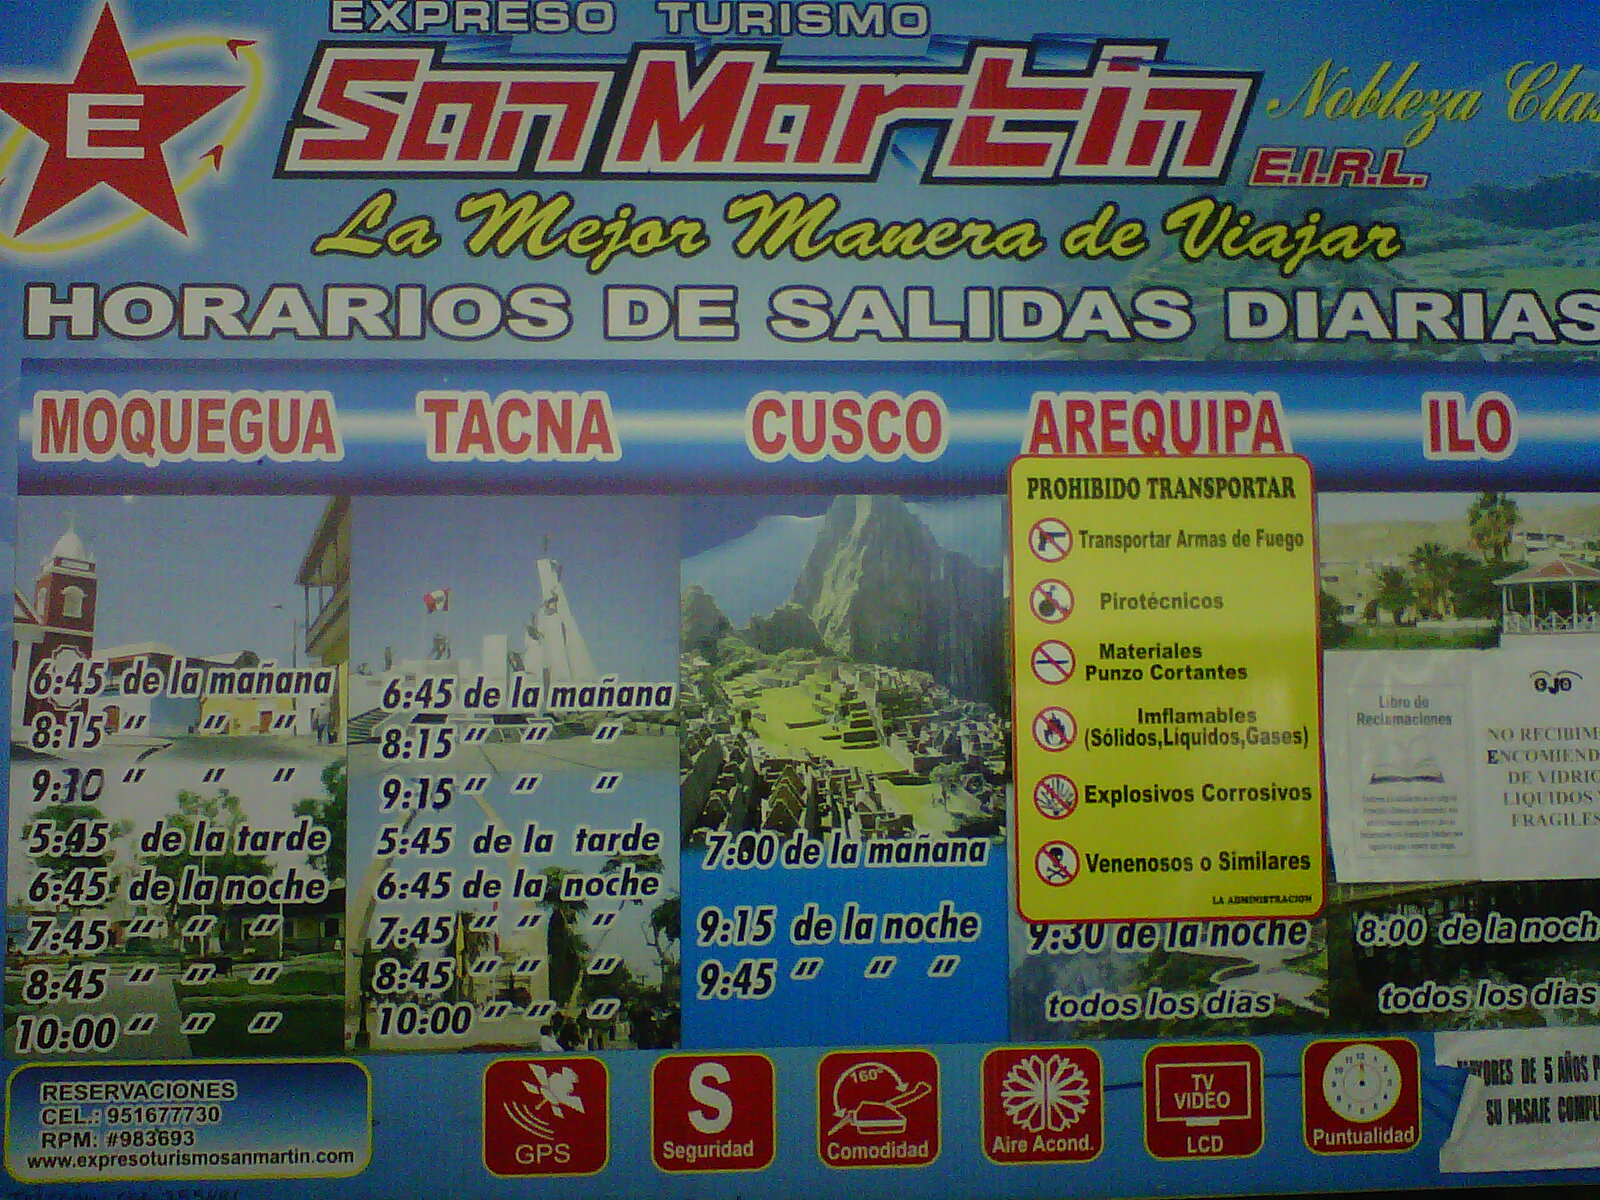 EXPRESO TURISMO
E
San Martin
Nobleza Clas
E.I.R.L.
La Mejor Manera de Viajar
HORARIOS DE SALIDAS DIARIAS
MOQUEGUA
6:45 de la mañana
8:15 " " "
9:30 " " "
5:45 de la tarde
6:45 de la noche
7:45 " " "
8:45 " " "
10:00 " " "
TACNA
6:45 de la mañana
8:15 " " "
9:15 " " "
5:45 de la tarde
6:45 de la noche
7:45 " " "
8:45 " " "
10:00 " " "
CUSCO
7:00 de la mañana
9:15 de la noche
9:45 " " "
AREQUIPA
PROHIBIDO TRANSPORTAR
Transportar Armas de Fuego
Pirotécnicos
Materiales
Punzo Cortantes
Imflamables
(Sólidos,Líquidos,Gases)
Explosivos Corrosivos
Venenosos o Similares
LA ADMINISTRACION
9:30 de la noche
todos los dias
ILO
Libro de
Reclamaciones
OJO
NO RECIBIM
ENCOMIEND
DE VIDRIO
LIQUIDOS Y
FRAGILES
8:00 de la noch
todos los dias
RESERVACIONES
CEL.: 951677730
RPM: #983693
www.expresoturismosanmartin.com
GPS
S
Seguridad
160°
Comodidad
Aire Acond.
TV
VIDEO
LCD
Puntualidad
YORES DE 5 AÑOS P
SU PASAJE COMPL